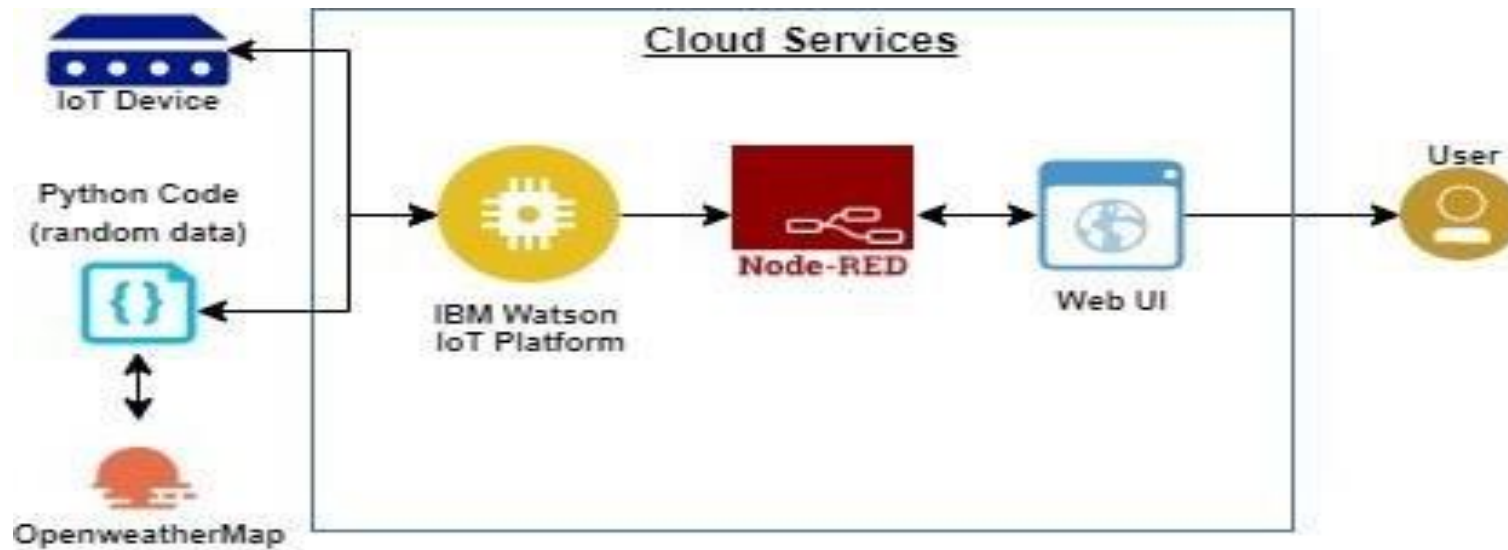 Cloud Services
IoT Device
Python Code
(random data)
OpenweatherMap
IBM Watson
IoT Platform
Node-RED
Web UI
User